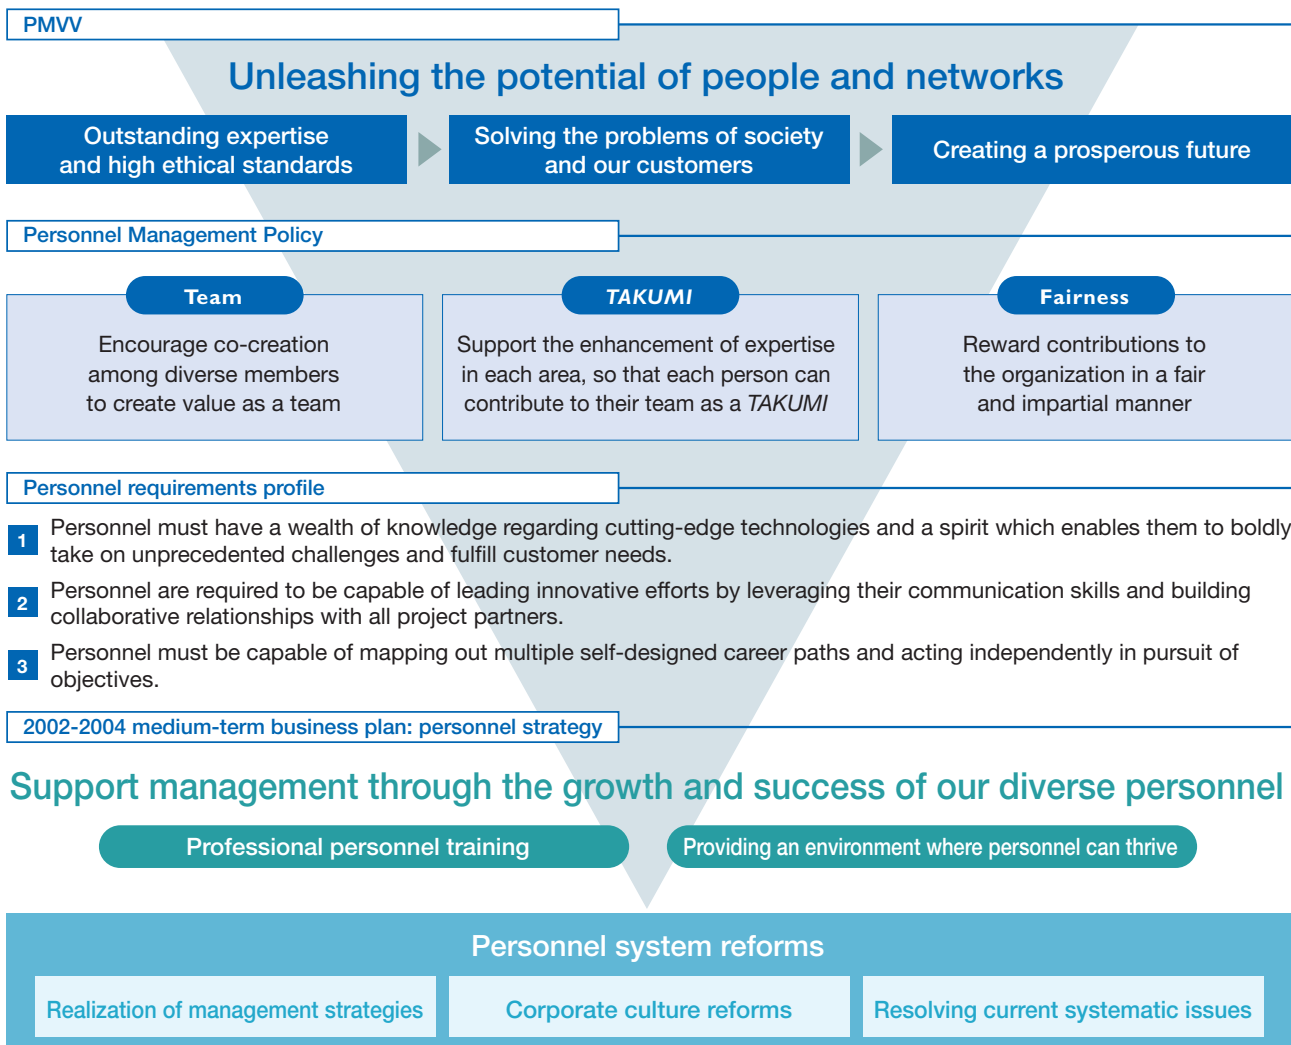 PMVV
Unleashing the potential of people and networks
Outstanding expertise
and high ethical standards
Solving the problems of society
and our customers
Creating a prosperous future
Personnel Management Policy
Team
Encourage co-creation
among diverse members
to create value as a team
TAKUMI
Support the enhancement of expertise
in each area, so that each person can
contribute to their team as a TAKUMI
Fairness
Reward contributions to
the organization in a fair
and impartial manner
Personnel requirements profile
1 Personnel must have a wealth of knowledge regarding cutting-edge technologies and a spirit which enables them to boldly
take on unprecedented challenges and fulfill customer needs.
2 Personnel are required to be capable of leading innovative efforts by leveraging their communication skills and building
collaborative relationships with all project partners.
3 Personnel must be capable of mapping out multiple self-designed career paths and acting independently in pursuit of
objectives.
2002-2004 medium-term business plan: personnel strategy
Support management through the growth and success of our diverse personnel
Professional personnel training
Providing an environment where personnel can thrive
Personnel system reforms
Realization of management strategies
Corporate culture reforms
Resolving current systematic issues